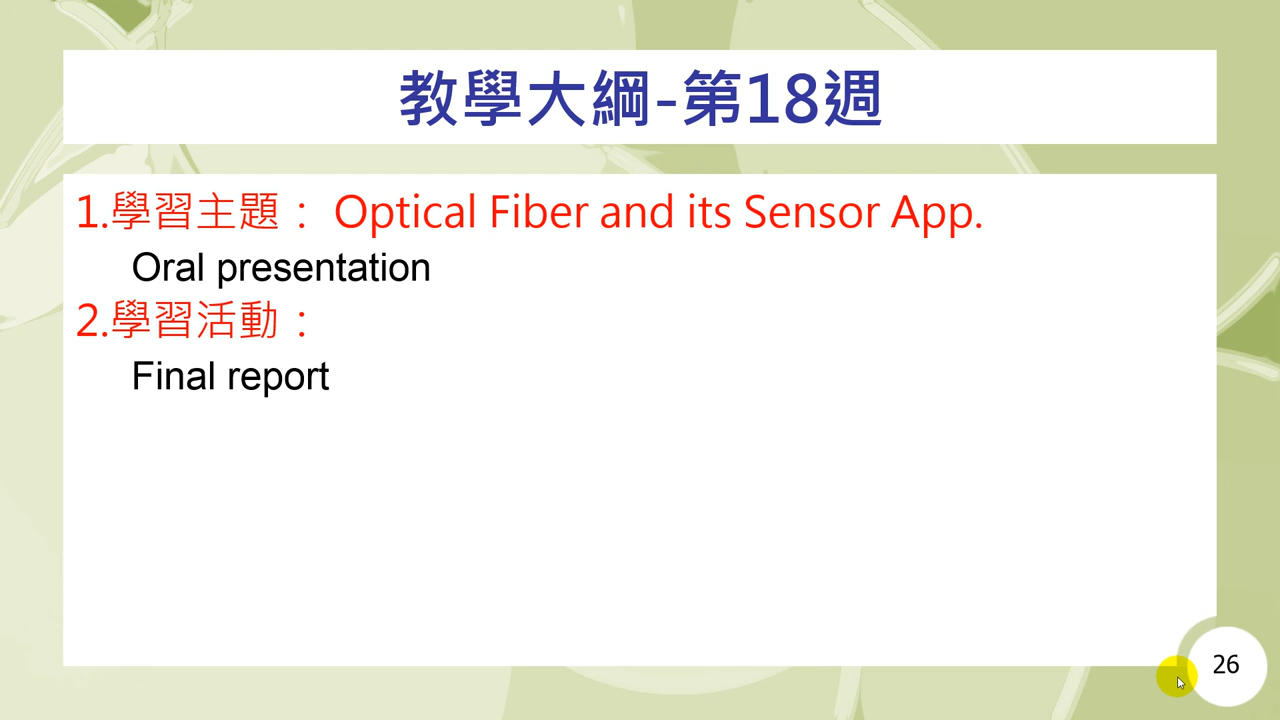 教學大綱-第18週
1.學習主題： Optical Fiber and its Sensor App.
Oral presentation
2.學習活動：
Final report
26